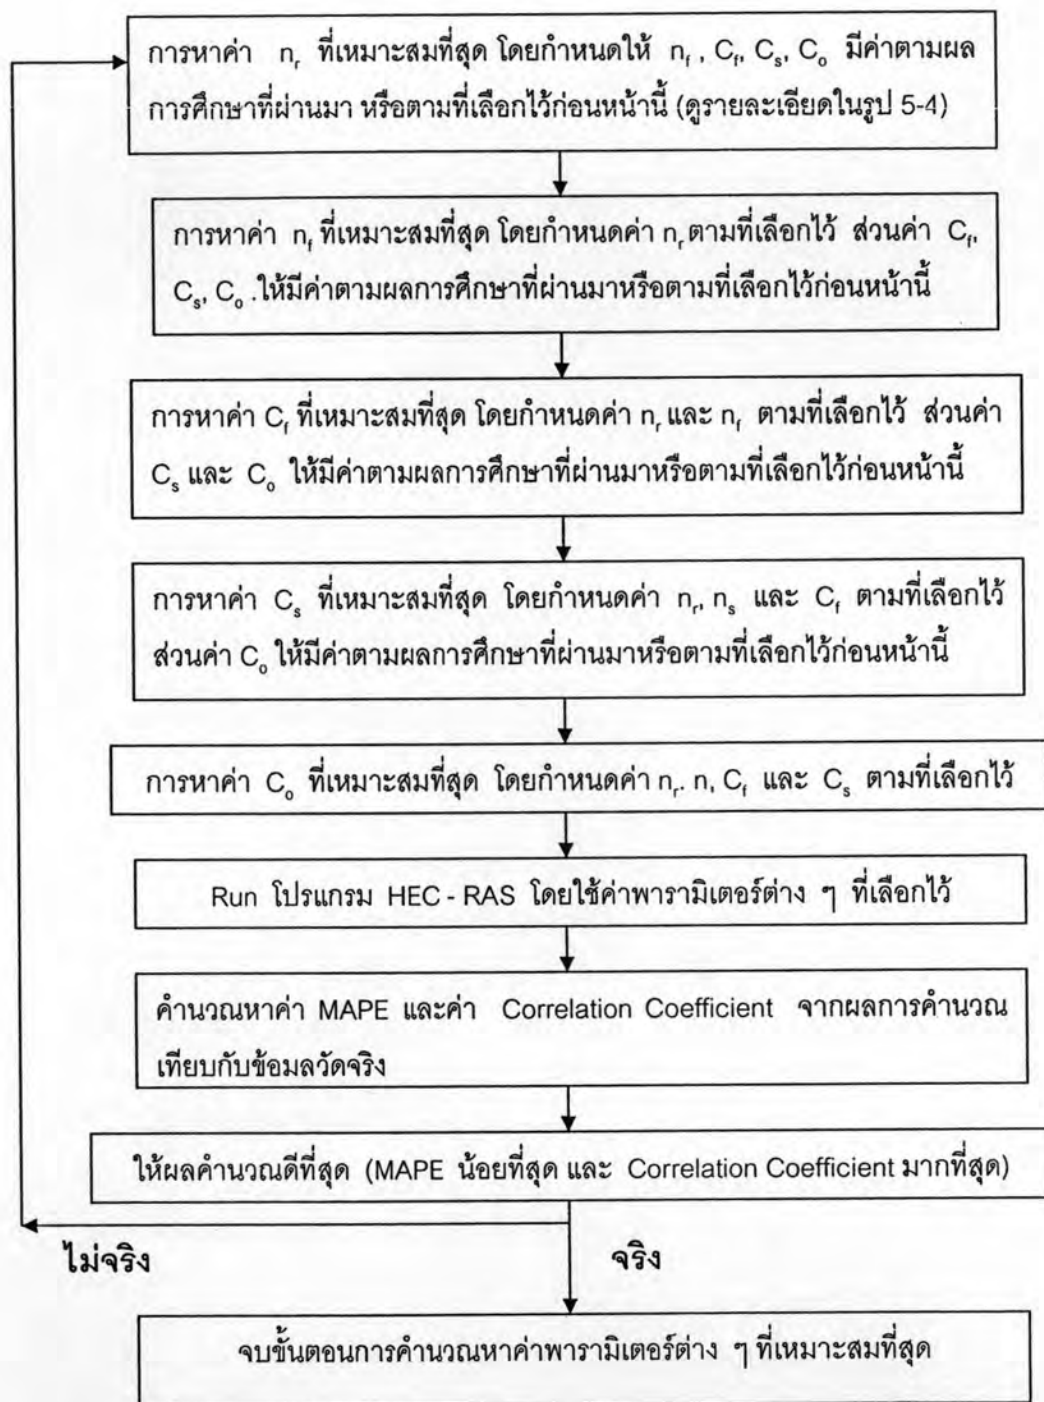 การหาค่า n_r ที่เหมาะสมที่สุด โดยกำหนดให้ n_f , C_f, C_s, C_o มีค่าตามผล
การศึกษาที่ผ่านมา หรือตามที่เลือกไว้ก่อนหน้านี้ (ดูรายละเอียดในรูป 5-4)
การหาค่า n_f ที่เหมาะสมที่สุด โดยกำหนดค่า n_r ตามที่เลือกไว้ ส่วนค่า C_f,
C_s, C_o .ให้มีค่าตามผลการศึกษาที่ผ่านมาหรือตามที่เลือกไว้ก่อนหน้านี้
การหาค่า C_f ที่เหมาะสมที่สุด โดยกำหนดค่า n_r และ n_f ตามที่เลือกไว้ ส่วนค่า
C_s และ C_o ให้มีค่าตามผลการศึกษาที่ผ่านมาหรือตามที่เลือกไว้ก่อนหน้านี้
การหาค่า C_s ที่เหมาะสมที่สุด โดยกำหนดค่า n_r, n_s และ C_f ตามที่เลือกไว้
ส่วนค่า C_o ให้มีค่าตามผลการศึกษาที่ผ่านมาหรือตามที่เลือกไว้ก่อนหน้านี้
การหาค่า C_o ที่เหมาะสมที่สุด โดยกำหนดค่า n_r. n, C_f และ C_s ตามที่เลือกไว้
Run โปรแกรม HEC - RAS โดยใช้ค่าพารามิเตอร์ต่าง ๆ ที่เลือกไว้
คำนวณหาค่า MAPE และค่า Correlation Coefficient จากผลการคำนวณ
เทียบกับข้อมลวัดจริง
ให้ผลคำนวณดีที่สุด (MAPE น้อยที่สุด และ Correlation Coefficient มากที่สุด)
ไม่จริง
จริง
จบขั้นตอนการคำนวณหาค่าพารามิเตอร์ต่าง ๆ ที่เหมาะสมที่สุด